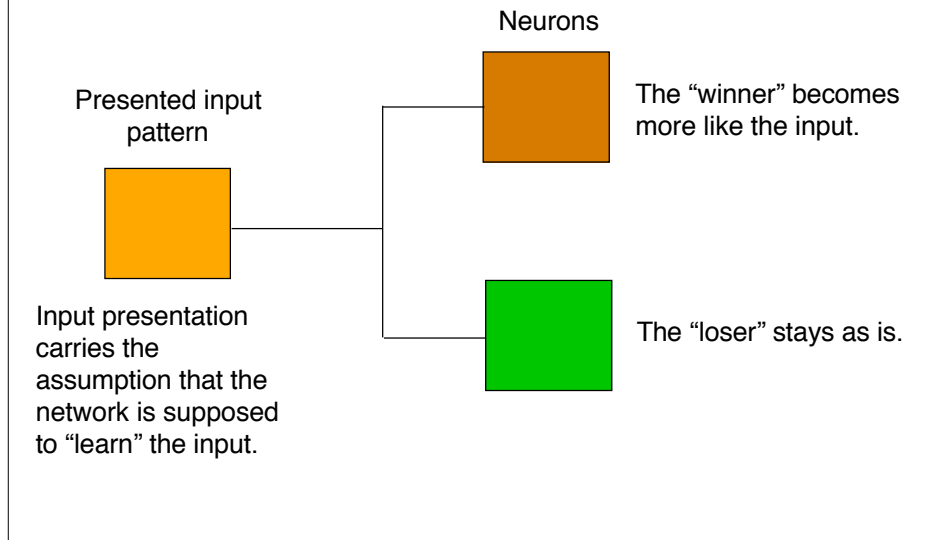 Neurons
Presented input
pattern
The “winner” becomes
more like the input.
Input presentation
carries the
assumption that the
network is supposed
to “learn” the input.
The “loser” stays as is.